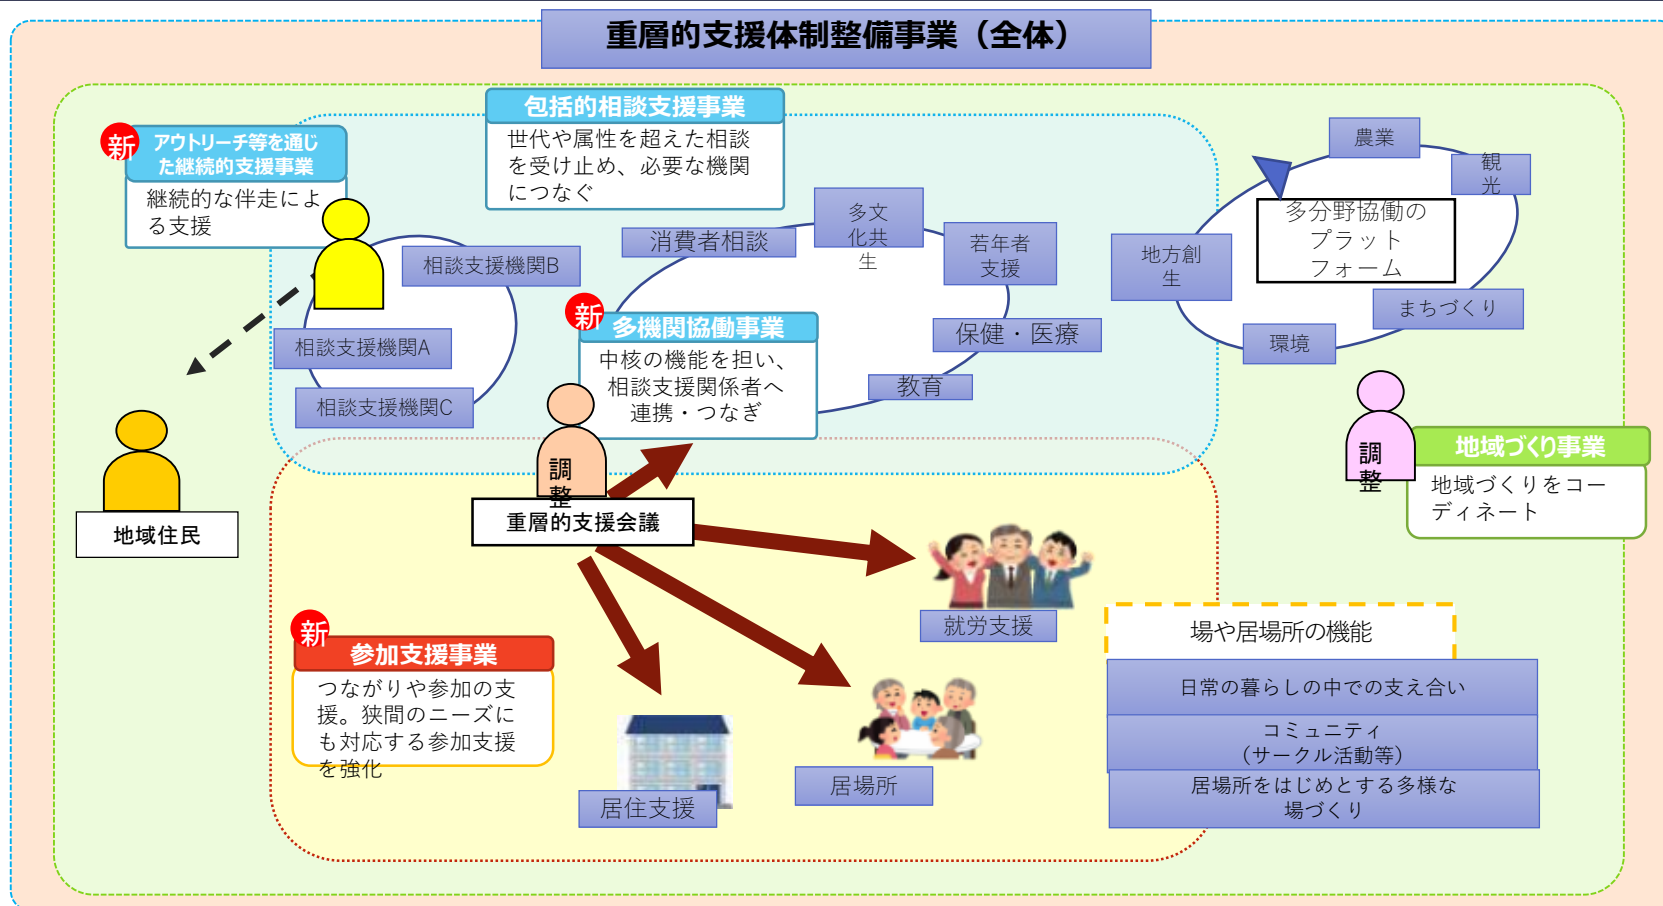 重層的支援体制整備事業（全体）
包括的相談支援事業
世代や属性を超えた相談
を受け止め、必要な機関
につなぐ
新
アウトリーチ等を通じ
た継続的支援事業
継続的な伴走によ
る支援
相談支援機関B
相談支援機関A
相談支援機関C
消費者相談
多文
化共
生
若年者
支援
保健・医療
教育
新
多機関協働事業
中核の機能を担い、
相談支援関係者へ
連携・つなぎ
農業
観
光
多分野協働の
プラット
フォーム
地方創
生
まちづくり
環境
調
整
地域づくり事業
地域づくりをコー
ディネート
地域住民
調
整
重層的支援会議
就労支援
新
参加支援事業
つながりや参加の支
援。狭間のニーズに
も対応する参加支援
を強化
居住支援
居場所
場や居場所の機能
日常の暮らしの中での支え合い
コミュニティ
（サークル活動等）
居場所をはじめとする多様な
場づくり